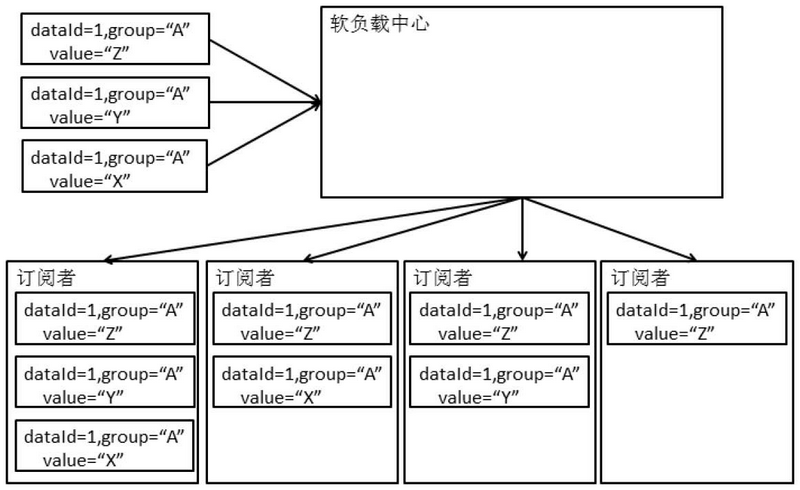 dataId=1,group=“A”
value=“Z”
dataId=1,group=“A”
value=“Y”
dataId=1,group=“A”
value=“X”
软负载中心
订阅者
dataId=1,group=“A”
value=“Z”
dataId=1,group=“A”
value=“Y”
dataId=1,group=“A”
value=“X”
订阅者
dataId=1,group=“A”
value=“Z”
dataId=1,group=“A”
value=“X”
订阅者
dataId=1,group=“A”
value=“Z”
dataId=1,group=“A”
value=“Y”
订阅者
dataId=1,group=“A”
value=“Z”